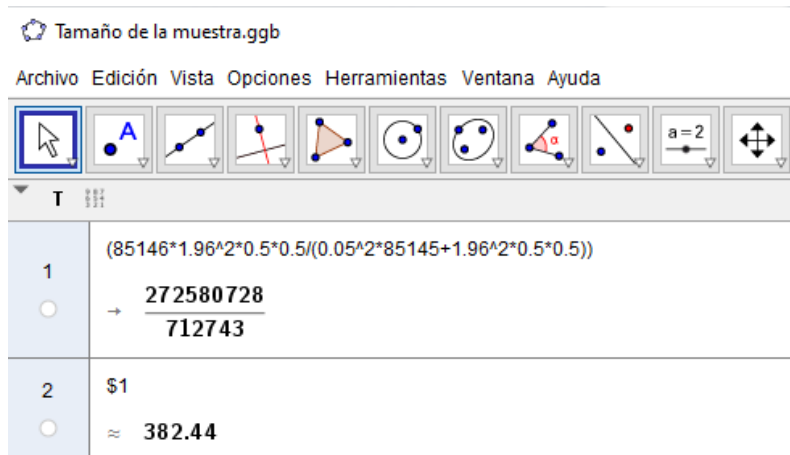 Tamaño de la muestra.ggb
Archivo Edición Vista Opciones Herramientas Ventana Ayuda
A α a=2
T
1 (85146*1.96^2*0.5*0.5/(0.05^2*85145+1.96^2*0.5*0.5))
→ 272580728
712743
2 $1
≈ 382.44